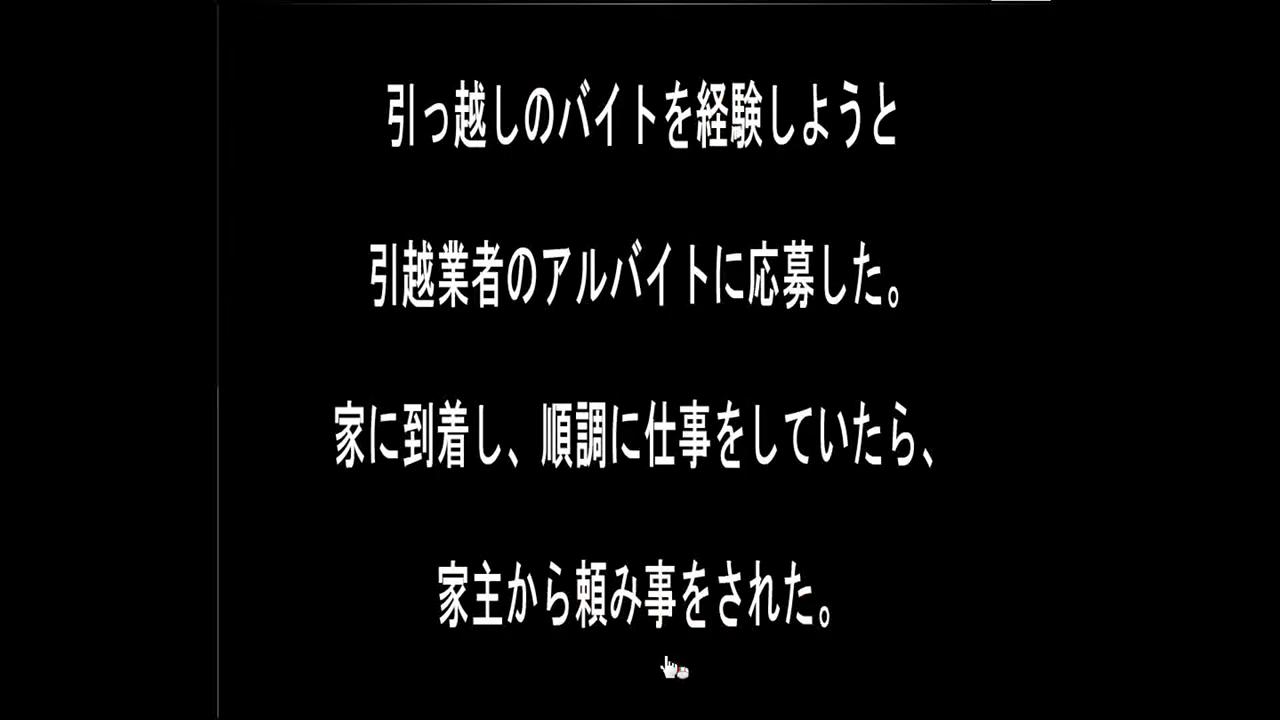 引っ越しのバイトを経験しようと
引越業者のアルバイトに応募した。
家に到着し、順調に仕事をしていたら、
家主から頼み事をされた。